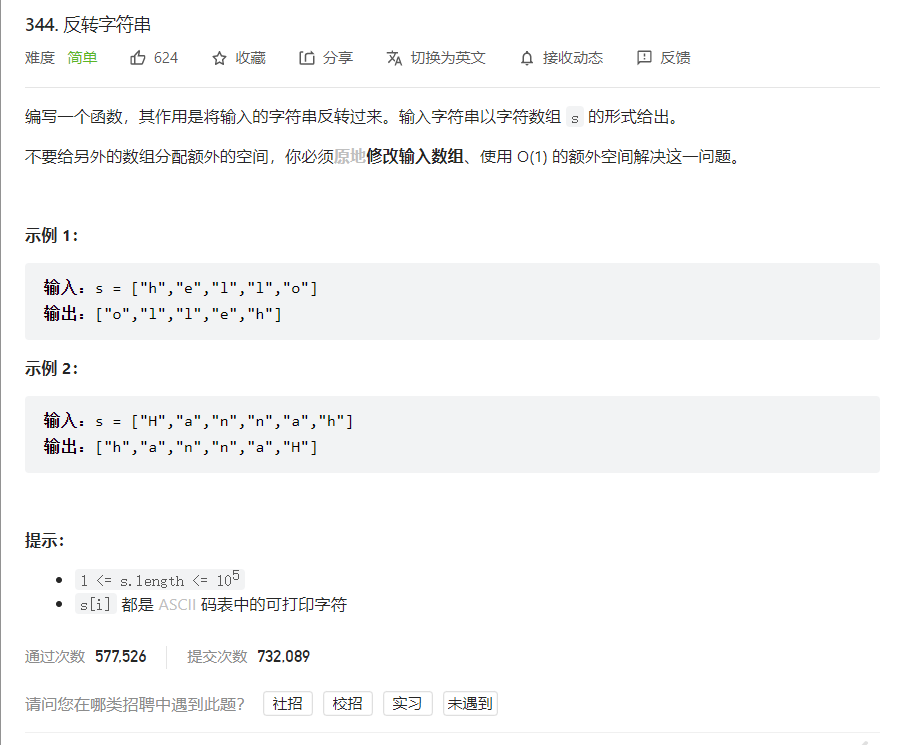 344. 反转字符串
难度 简单 624 收藏 分享 切换为英文 接收动态 反馈
编写一个函数，其作用是将输入的字符串反转过来。输入字符串以字符数组 s 的形式给出。
不要给另外的数组分配额外的空间，你必须原地修改输入数组、使用 O(1) 的额外空间解决这一问题。
示例 1：
输入：s = ["h","e","l","l","o"]
输出：["o","l","l","e","h"]
示例 2：
输入：s = ["H","a","n","n","a","h"]
输出：["h","a","n","n","a","H"]
提示：
1 <= s.length <= 10⁵
s[i] 都是 ASCII 码表中的可打印字符
通过次数 577,526 提交次数 732,089
请问您在哪类招聘中遇到此题？ 社招 校招 实习 未遇到